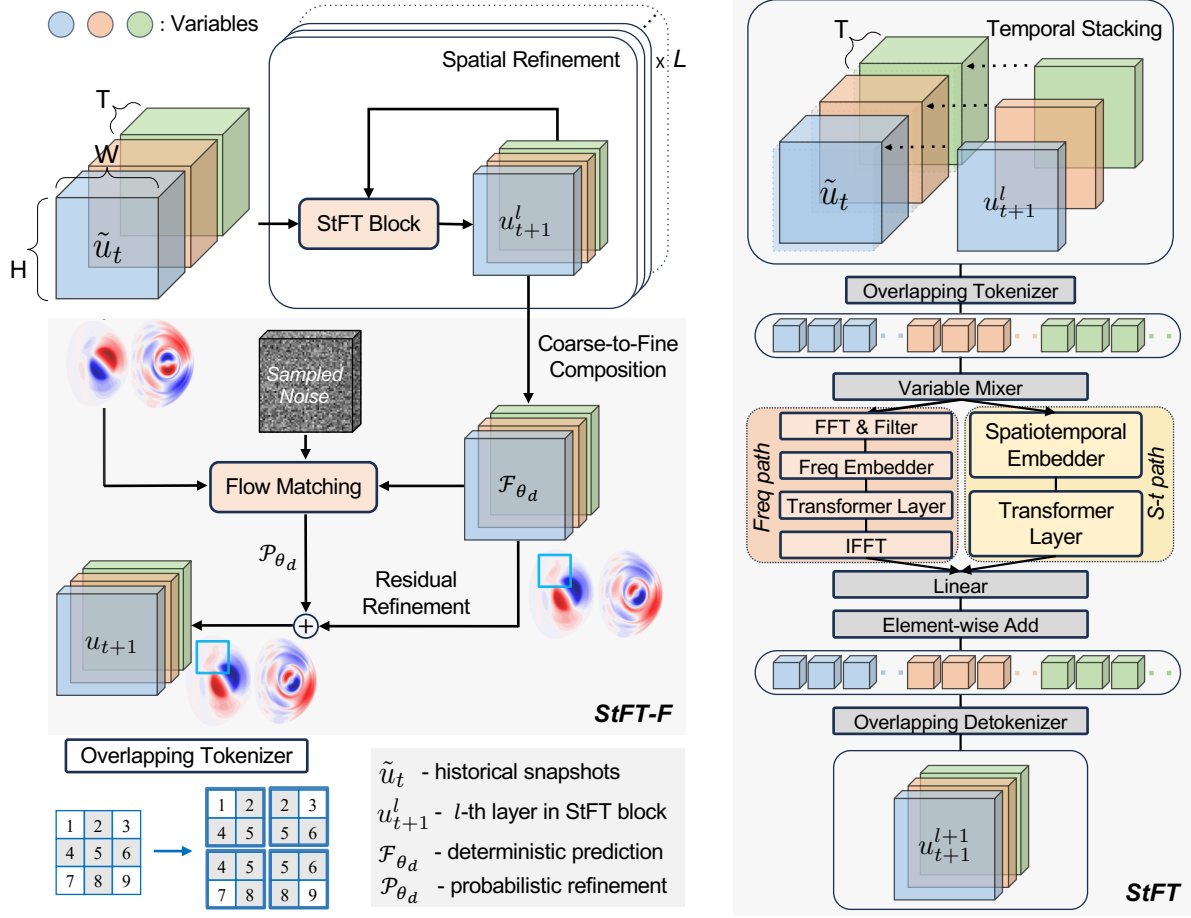 : Variables
T
W
H
ũ_t
Spatial Refinement
x L
StFT Block
u^l_{t+1}
Sampled
Noise
Coarse-to-Fine
Composition
Flow Matching
F_{θ_d}
P_{θ_d}
Residual
Refinement
+
u_{t+1}
StFT-F
Overlapping Tokenizer
1 2 3
4 5 6
7 8 9
1 2 2 3
4 5 5 6
4 5 5 6
7 8 8 9
ũ_t - historical snapshots
u^l_{t+1} - l-th layer in StFT block
F_{θ_d} - deterministic prediction
P_{θ_d} - probabilistic refinement
T
Temporal Stacking
ũ_t
u^l_{t+1}
Overlapping Tokenizer
Variable Mixer
Freq path
FFT & Filter
Freq Embedder
Transformer Layer
IFFT
Spatiotemporal
Embedder
Transformer
Layer
S-t path
Linear
Element-wise Add
Overlapping Detokenizer
u^{l+1}_{t+1}
StFT